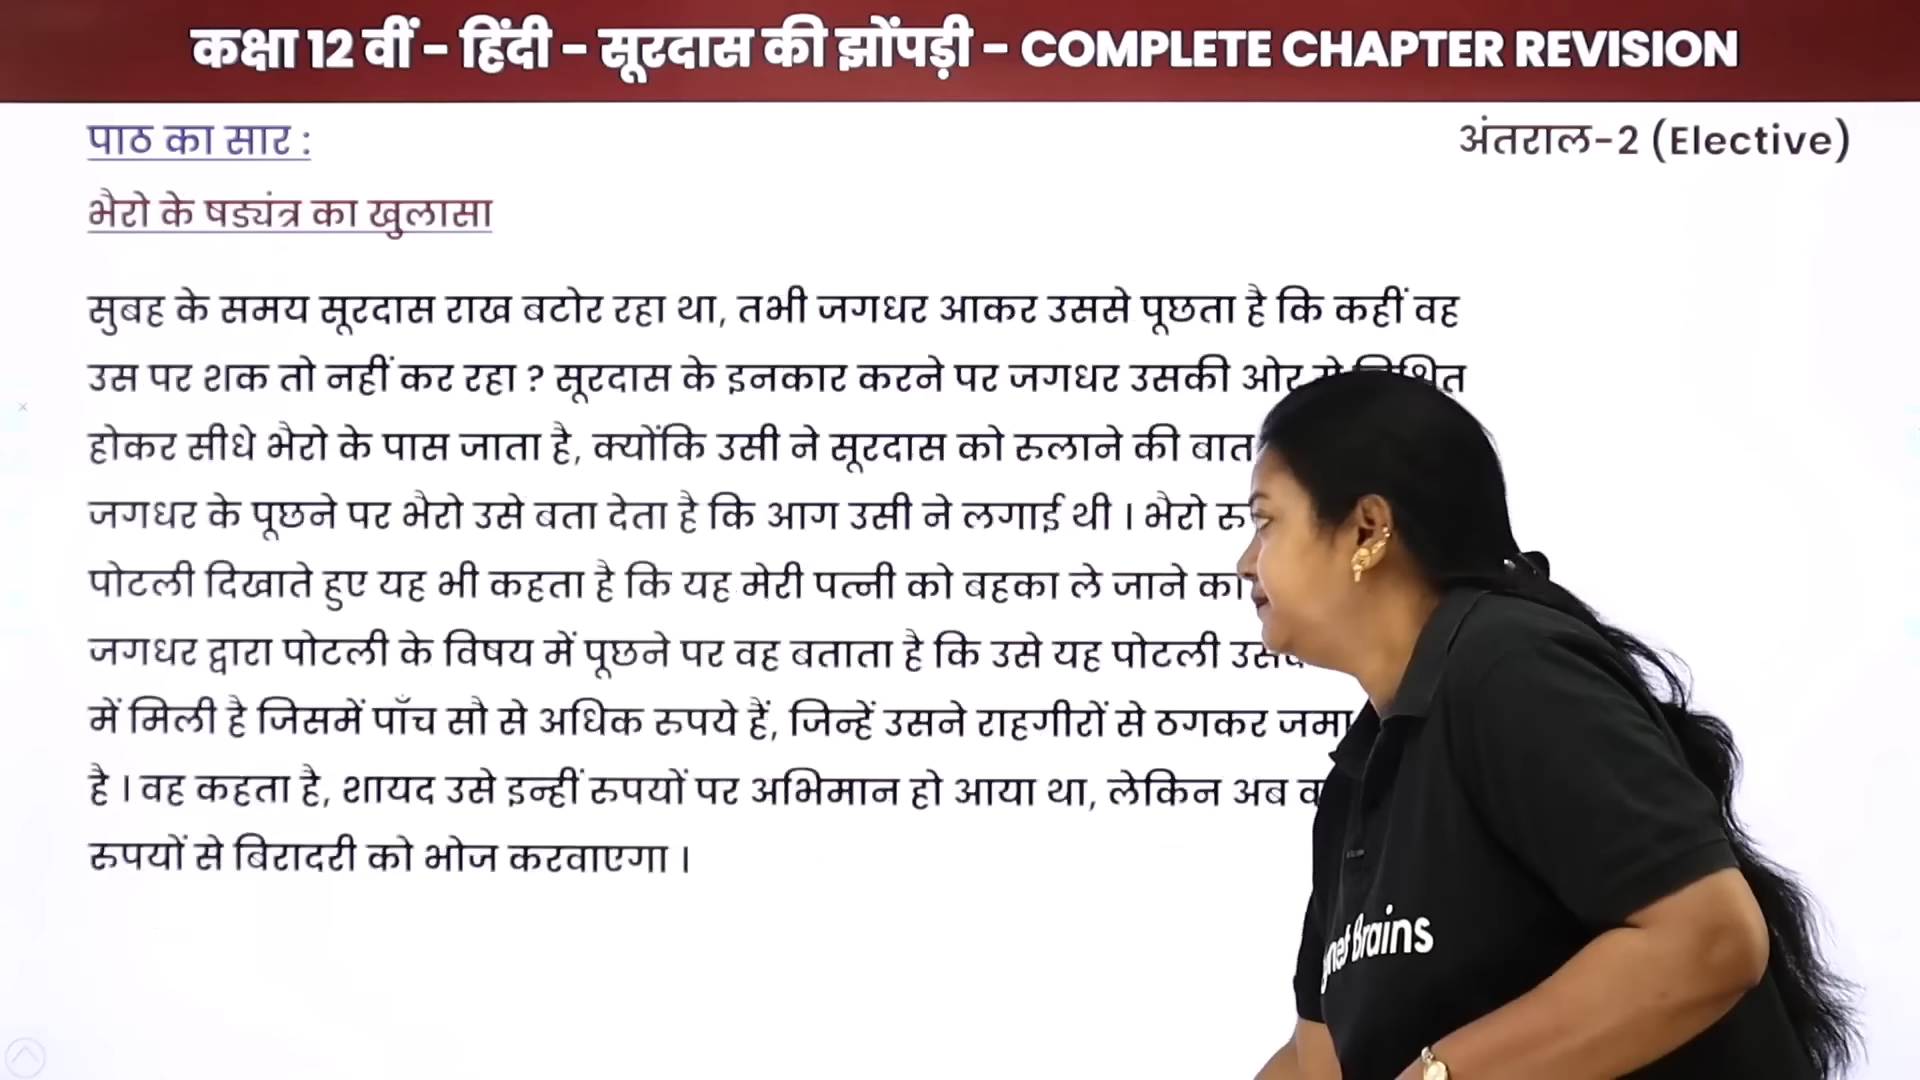 कक्षा 12 वीं - हिंदी - सूरदास की झोंपड़ी - COMPLETE CHAPTER REVISION
पाठ का सार :
अंतराल-2 (Elective)
भैरो के षड्यंत्र का खुलासा
सुबह के समय सूरदास राख बटोर रहा था, तभी जगधर आकर उससे पूछता है कि कहीं वह
उस पर शक तो नहीं कर रहा ? सूरदास के इनकार करने पर जगधर उसकी ओर
होकर सीधे भैरो के पास जाता है, क्योंकि उसी ने सूरदास को रुलाने की बात
जगधर के पूछने पर भैरो उसे बता देता है कि आग उसी ने लगाई थी । भैरो
पोटली दिखाते हुए यह भी कहता है कि यह मेरी पत्नी को बहका ले जाने का
जगधर द्वारा पोटली के विषय में पूछने पर वह बताता है कि उसे यह पोटली
में मिली है जिसमें पाँच सौ से अधिक रुपये हैं, जिन्हें उसने राहगीरों से ठगकर जमा
है । वह कहता है, शायद उसे इन्हीं रुपयों पर अभिमान हो आया था, लेकिन अब
रुपयों से बिरादरी को भोज करवाएगा ।
Brains